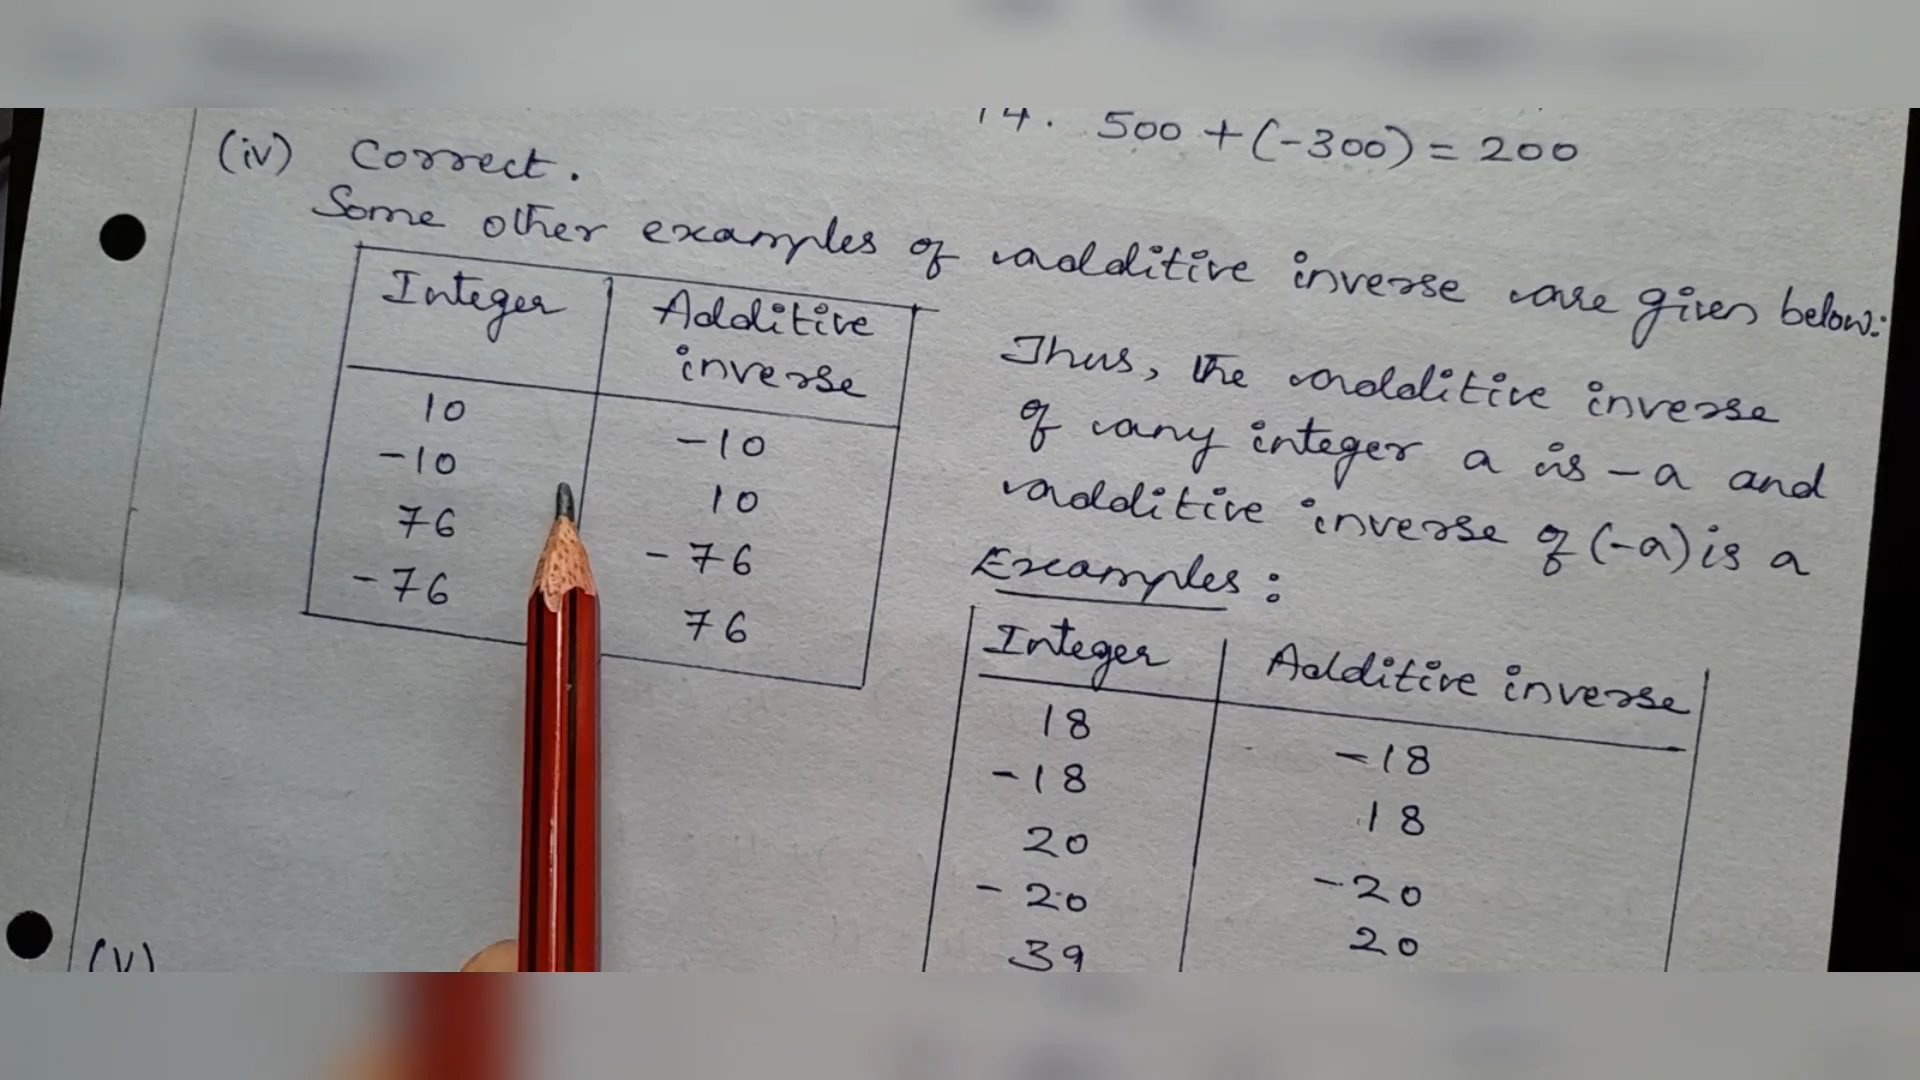 14. 500 + (-300) = 200
(iv) Correct.
Some other examples of additive inverse are given below:
Integer | Additive inverse
10 | -10
-10 | 10
76 | -76
-76 | 76
Thus, the additive inverse
of any integer a is -a and
additive inverse of (-a) is a
Examples:
Integer | Additive inverse
18 | -18
-18 | 18
20 | -20
-20 | 20
39
(v)